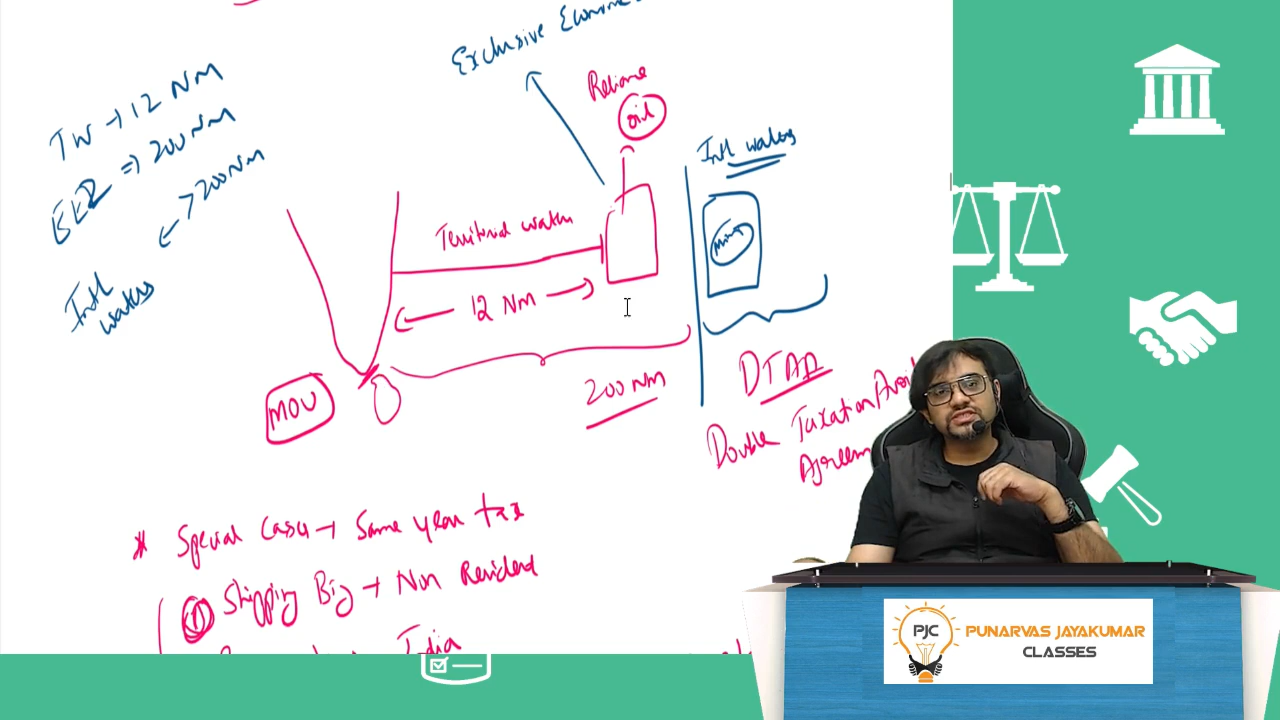 Exclusive
TW → 12 NM
EEZ ⇒ 200 NM
> 200 NM
Intl
waters
Reliance
oil
Intl waters
Territorial waters
12 NM
200 NM
MOU
DTAA
Double Taxation
* Special Cases → Same year tax
① Shipping Biz → Non Resident
India
PJC
PUNARVAS JAYAKUMAR
CLASSES